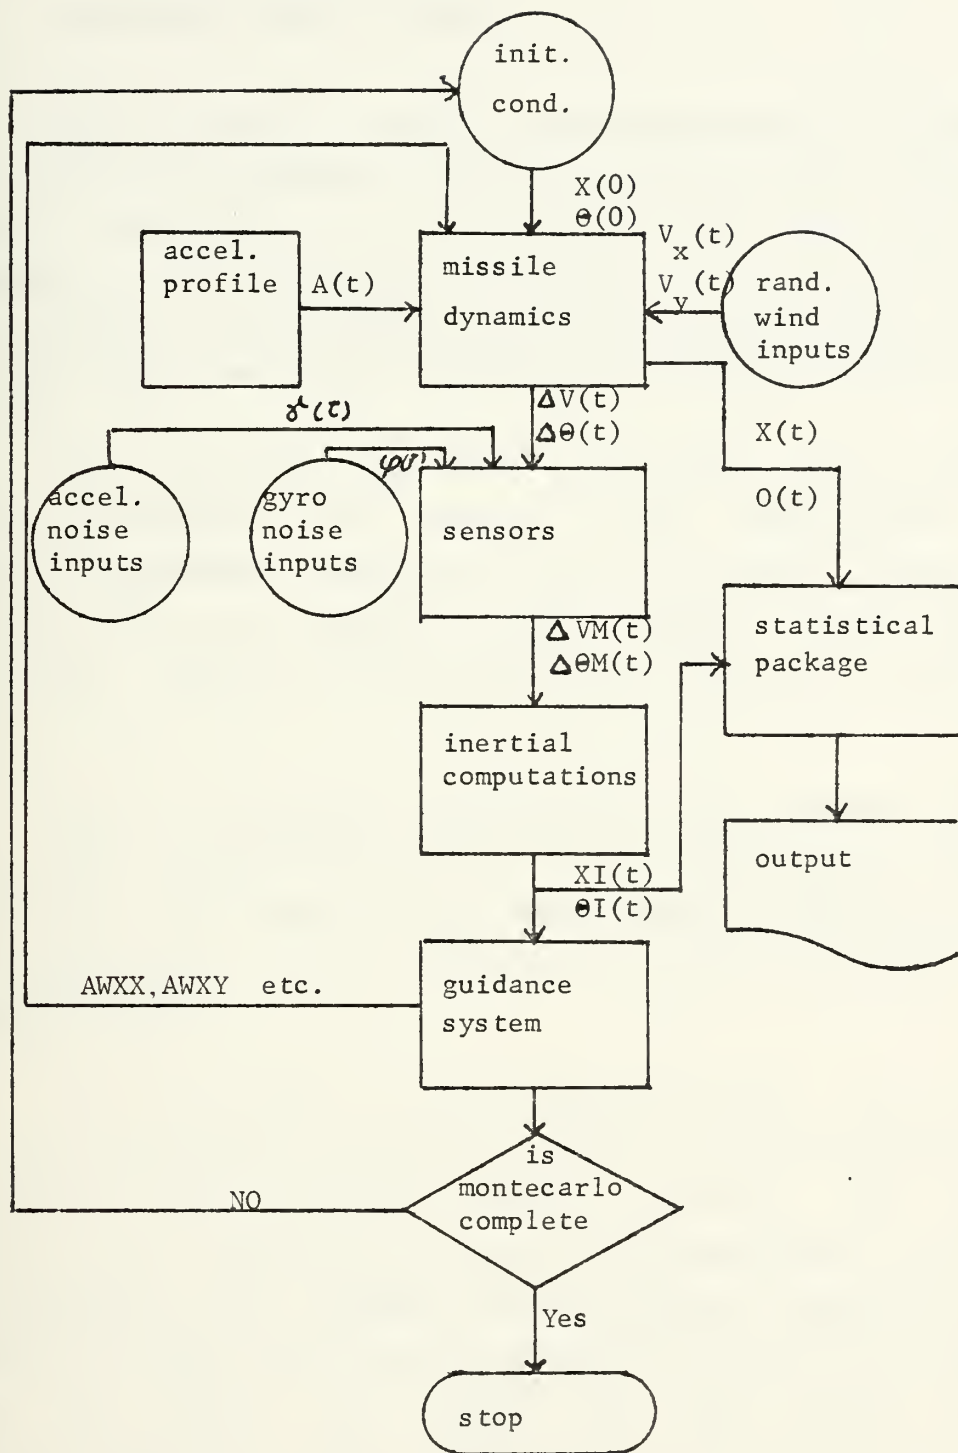 init.
cond.
X(0)
Θ(0)
accel.
profile
A(t)
missile
dynamics
V_x(t)
V_y(t)
rand.
wind
inputs
γ(t)
ΔV(t)
ΔΘ(t)
X(t)
O(t)
accel.
noise
inputs
gyro
noise
inputs
sensors
ΔVM(t)
ΔΘM(t)
statistical
package
inertial
computations
XI(t)
ΘI(t)
output
AWXX,AWXY etc.
guidance
system
is
montecarlo
complete
NO
Yes
stop